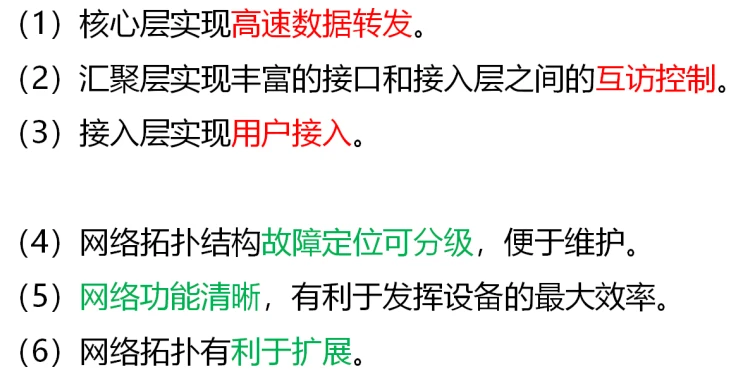 （1）核心层实现高速数据转发。
（2）汇聚层实现丰富的接口和接入层之间的互访控制。
（3）接入层实现用户接入。
（4）网络拓扑结构故障定位可分级，便于维护。
（5）网络功能清晰，有利于发挥设备的最大效率。
（6）网络拓扑有利于扩展。